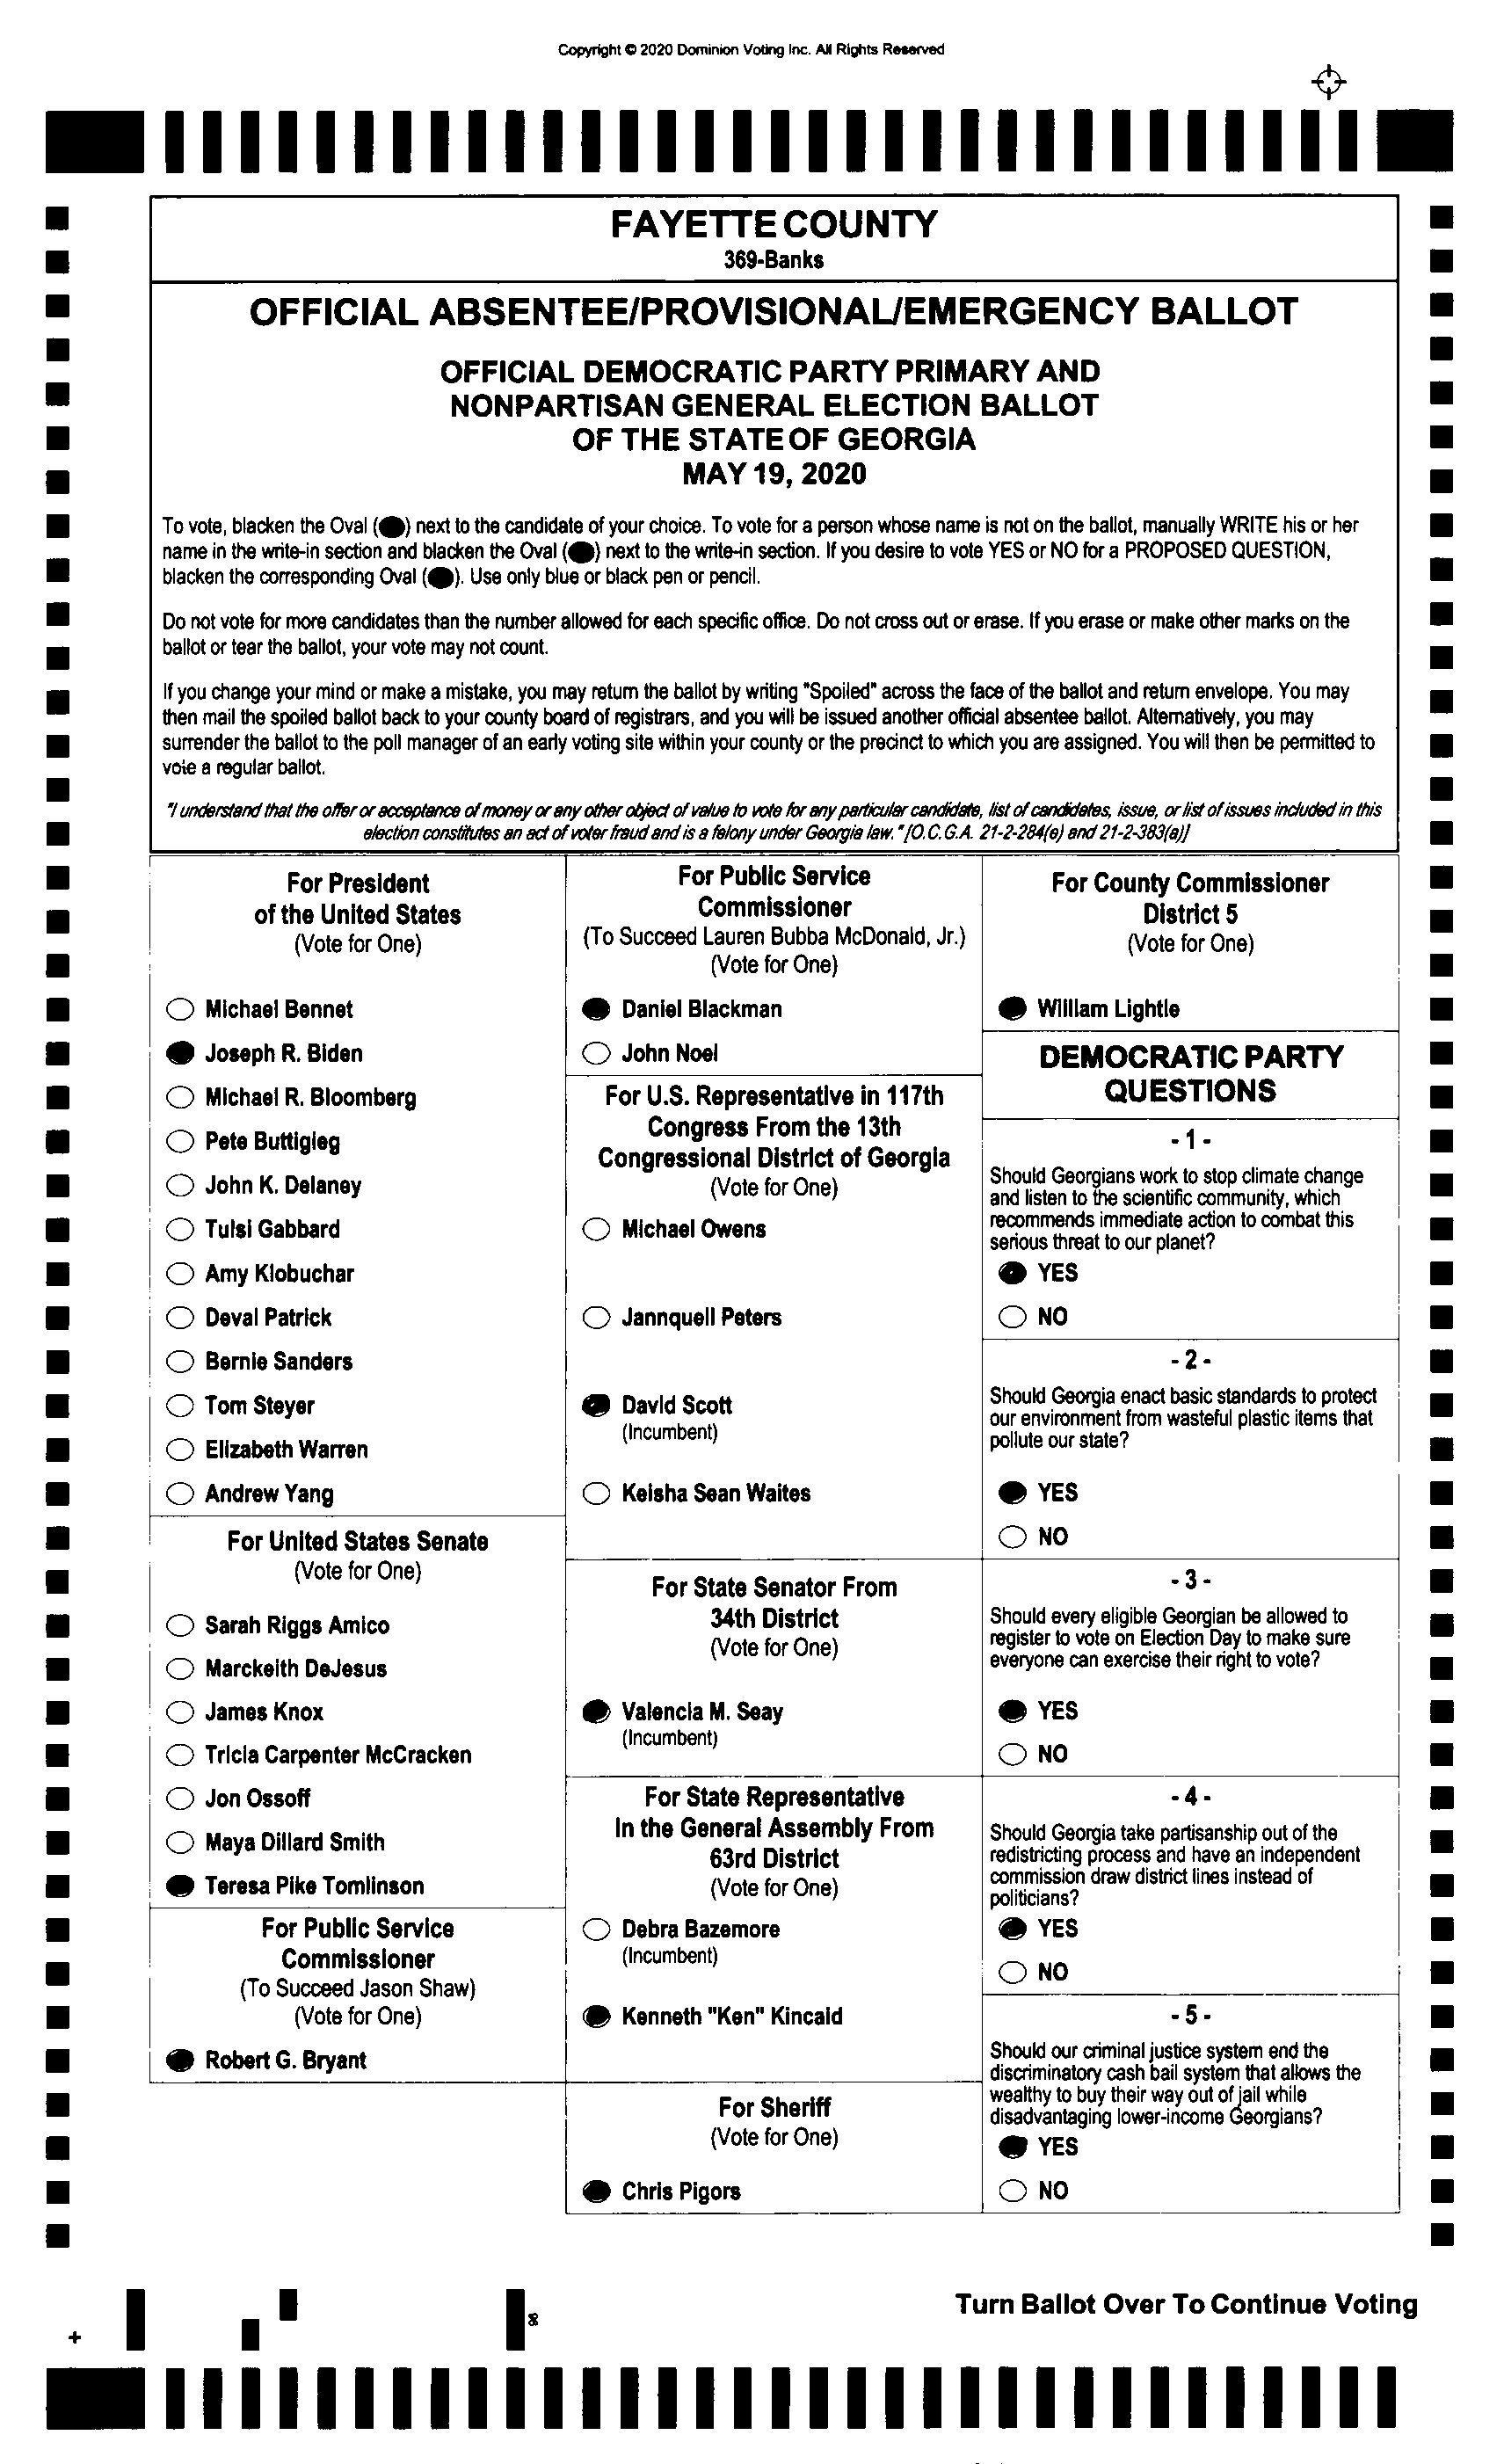 Copyright © 2020 Dominion Voting Inc. All Rights Reserved
FAYETTE COUNTY
369-Banks
OFFICIAL ABSENTEE/PROVISIONAL/EMERGENCY BALLOT
OFFICIAL DEMOCRATIC PARTY PRIMARY AND
NONPARTISAN GENERAL ELECTION BALLOT
OF THE STATE OF GEORGIA
MAY 19, 2020
To vote, blacken the Oval ( ) next to the candidate of your choice. To vote for a person whose name is not on the ballot, manually WRITE his or her
name in the write-in section and blacken the Oval ( ) next to the write-in section. If you desire to vote YES or NO for a PROPOSED QUESTION,
blacken the corresponding Oval ( ). Use only blue or black pen or pencil.
Do not vote for more candidates than the number allowed for each specific office. Do not cross out or erase. If you erase or make other marks on the
ballot or tear the ballot, your vote may not count.
If you change your mind or make a mistake, you may return the ballot by writing "Spoiled" across the face of the ballot and return envelope. You may
then mail the spoiled ballot back to your county board of registrars, and you will be issued another official absentee ballot. Alternatively, you may
surrender the ballot to the poll manager of an early voting site within your county or the precinct to which you are assigned. You will then be permitted to
vote a regular ballot.
"I understand that the offer or acceptance of money or any other object of value to vote for any particular candidate, list of candidates, issue, or list of issues included in this
election constitutes an act of voter fraud and is a felony under Georgia law." [O.C.G.A. 21-2-284(e) and 21-2-383(a)]
For President
of the United States
(Vote for One)
Michael Bennet
Joseph R. Biden
Michael R. Bloomberg
Pete Buttigieg
John K. Delaney
Tulsi Gabbard
Amy Klobuchar
Deval Patrick
Bernie Sanders
Tom Steyer
Elizabeth Warren
Andrew Yang
For United States Senate
(Vote for One)
Sarah Riggs Amico
Marckeith DeJesus
James Knox
Tricia Carpenter McCracken
Jon Ossoff
Maya Dillard Smith
Teresa Pike Tomlinson
For Public Service
Commissioner
(To Succeed Jason Shaw)
(Vote for One)
Robert G. Bryant
For Public Service
Commissioner
(To Succeed Lauren Bubba McDonald, Jr.)
(Vote for One)
Daniel Blackman
John Noel
For U.S. Representative in 117th
Congress From the 13th
Congressional District of Georgia
(Vote for One)
Michael Owens
Jannquell Peters
David Scott
(Incumbent)
Keisha Sean Waites
For State Senator From
34th District
(Vote for One)
Valencia M. Seay
(Incumbent)
For State Representative
In the General Assembly From
63rd District
(Vote for One)
Debra Bazemore
(Incumbent)
Kenneth "Ken" Kincaid
For Sheriff
(Vote for One)
Chris Pigors
For County Commissioner
District 5
(Vote for One)
William Lightle
DEMOCRATIC PARTY
QUESTIONS
- 1 -
Should Georgians work to stop climate change
and listen to the scientific community, which
recommends immediate action to combat this
serious threat to our planet?
YES
NO
- 2 -
Should Georgia enact basic standards to protect
our environment from wasteful plastic items that
pollute our state?
YES
NO
- 3 -
Should every eligible Georgian be allowed to
register to vote on Election Day to make sure
everyone can exercise their right to vote?
YES
NO
- 4 -
Should Georgia take partisanship out of the
redistricting process and have an independent
commission draw district lines instead of
politicians?
YES
NO
- 5 -
Should our criminal justice system end the
discriminatory cash bail system that allows the
wealthy to buy their way out of jail while
disadvantaging lower-income Georgians?
YES
NO
Turn Ballot Over To Continue Voting